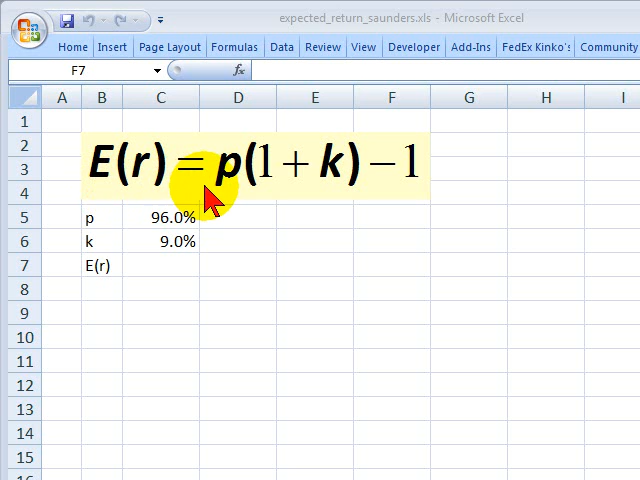 expected_return_saunders.xls - Microsoft Excel
Home Insert Page Layout Formulas Data Review View Developer Add-Ins FedEx Kinko's Community
F7 fx
A B C D E F G H I
1
2
3
4
E(r) = p(1 + k) − 1
5 p 96.0%
6 k 9.0%
7 E(r)
8
9
10
11
12
13
14
15
16